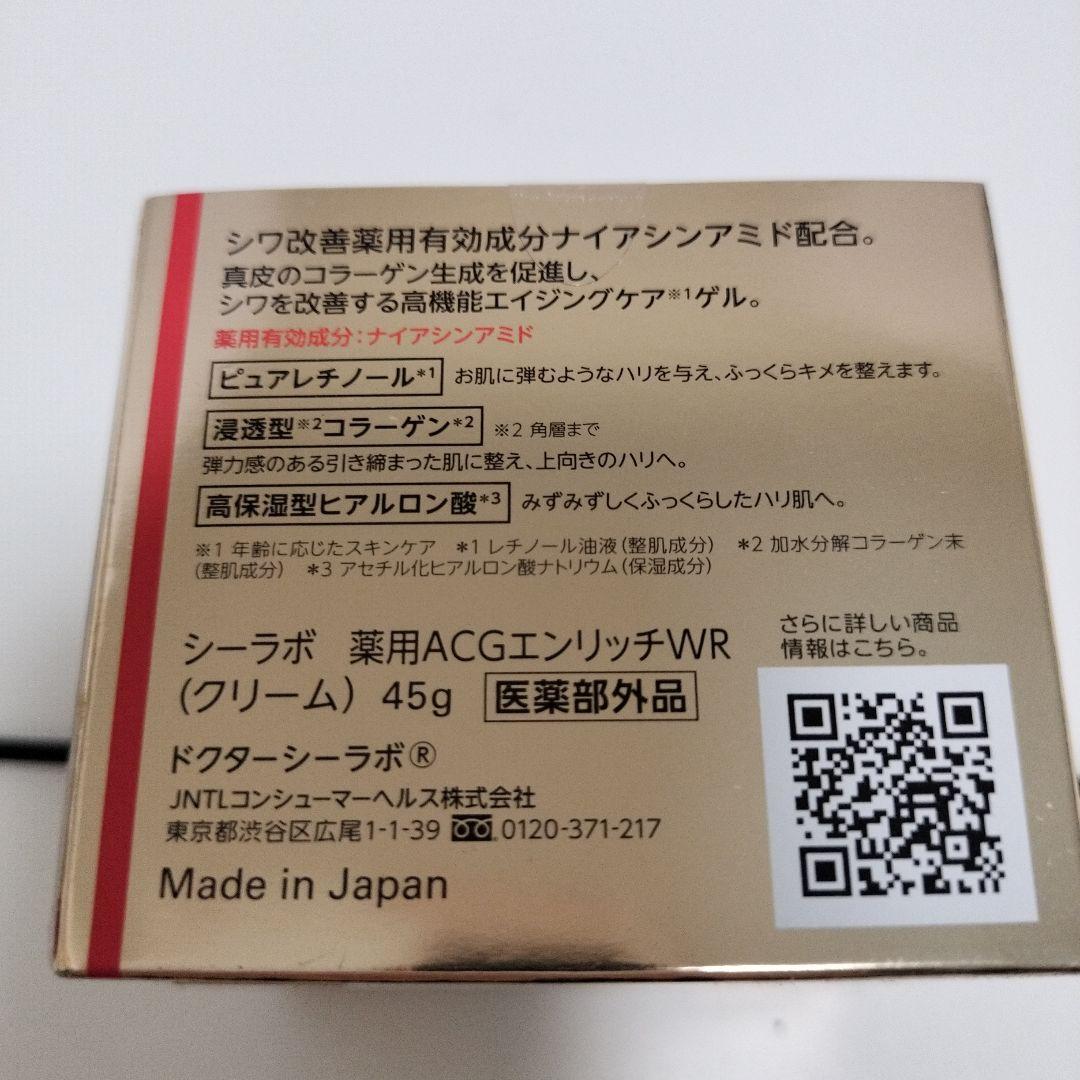 シワ改善薬用有効成分ナイアシンアミド配合。
真皮のコラーゲン生成を促進し、
シワを改善する高機能エイジングケア※1ゲル。
薬用有効成分:ナイアシンアミド
ピュアレチノール*1 お肌に弾むようなハリを与え、ふっくらキメを整えます。
浸透型※2コラーゲン*2 ※2 角層まで
弾力感のある引き締まった肌に整え、上向きのハリへ。
高保湿型ヒアルロン酸*3 みずみずしくふっくらしたハリ肌へ。
※1 年齢に応じたスキンケア *1 レチノール油液(整肌成分) *2 加水分解コラーゲン末
(整肌成分) *3 アセチル化ヒアルロン酸ナトリウム(保湿成分)
シーラボ 薬用ACGエンリッチWR
(クリーム) 45g 医薬部外品
さらに詳しい商品
情報はこちら。
ドクターシーラボ®
JNTLコンシューマーヘルス株式会社
東京都渋谷区広尾1-1-39 0120-371-217
Made in Japan